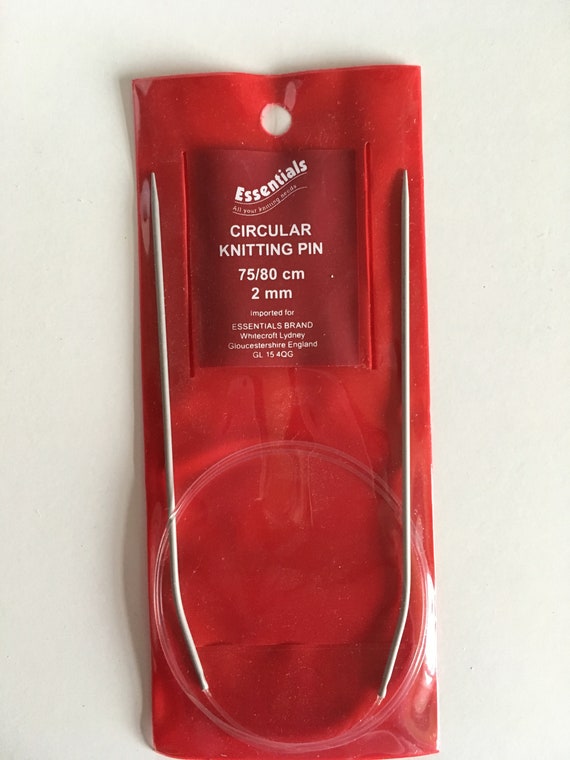 Essentials
All your knitting needs
CIRCULAR
KNITTING PIN
75/80 cm
2 mm
Imported for
ESSENTIALS BRAND
Whitecroft Lydney
Gloucestershire England
GL 15 4QG